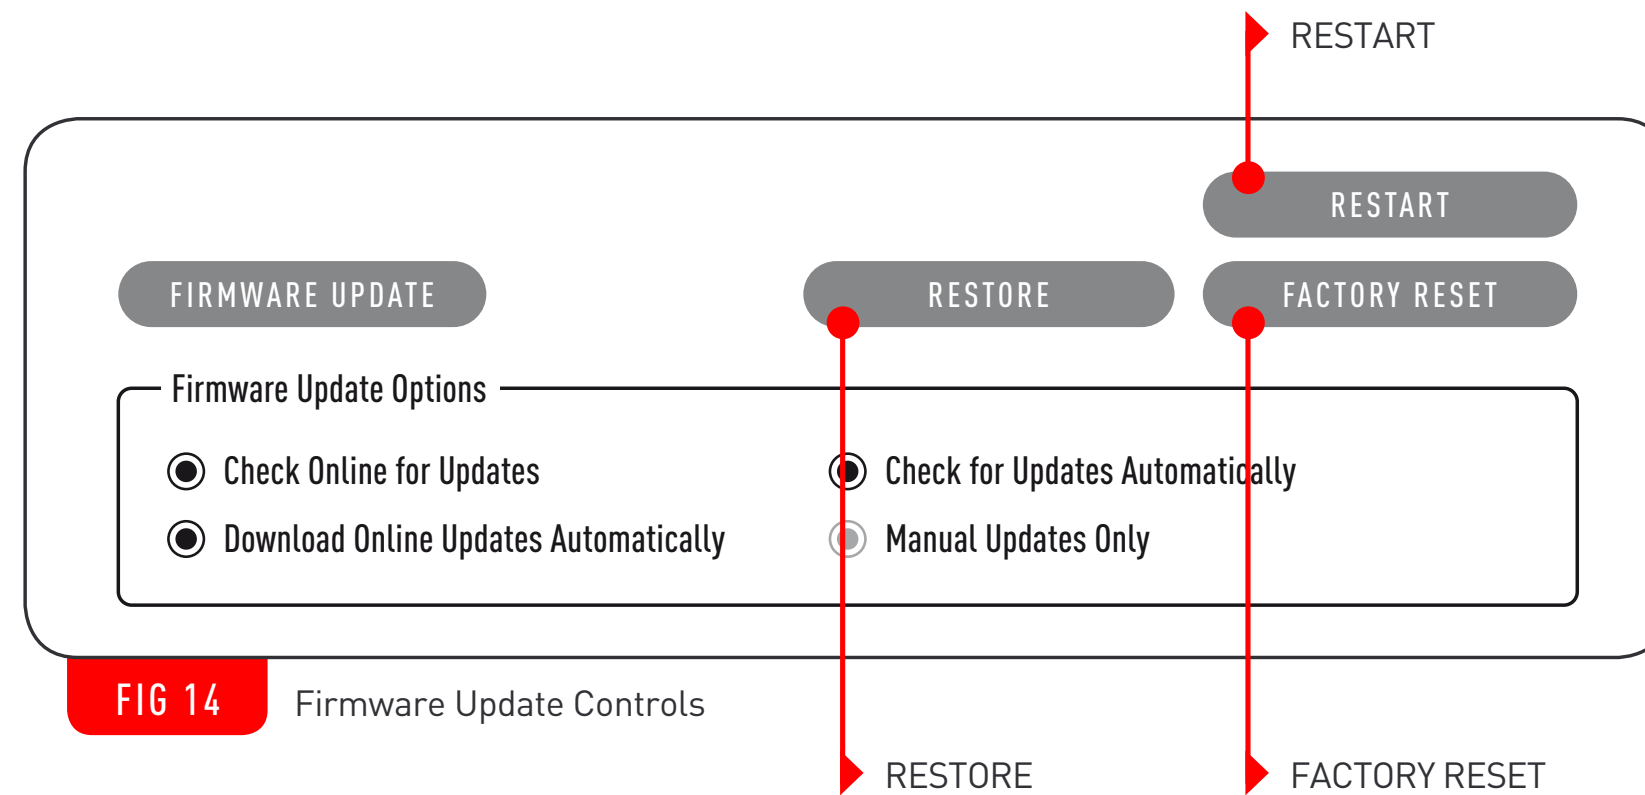 RESTART
RESTART
FIRMWARE UPDATE
RESTORE
FACTORY RESET
Firmware Update Options
Check Online for Updates
Check for Updates Automatically
Download Online Updates Automatically
Manual Updates Only
FIG 14
Firmware Update Controls
RESTORE
FACTORY RESET